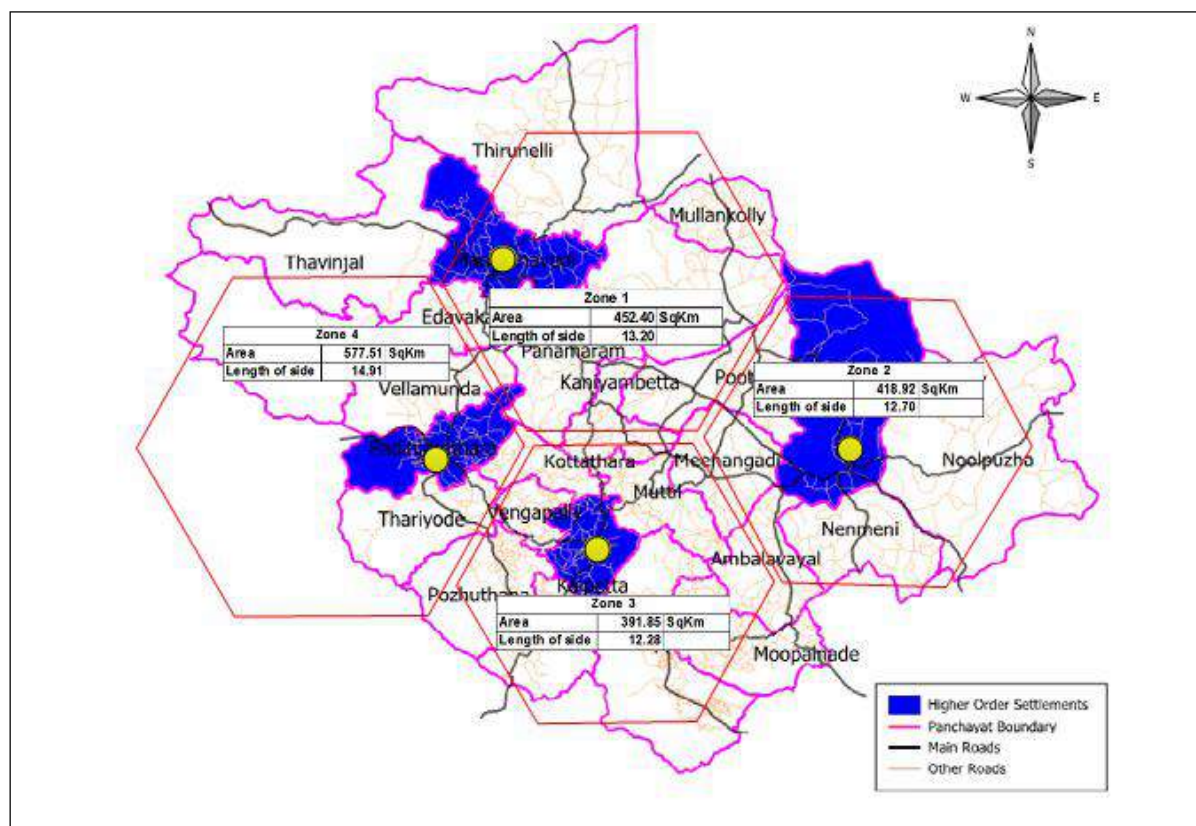 N
W E
S
Thirunelli
Mullankolly
Thavinjal
Zone 1
Area 452.40 SqKm
Length of side 13.20
Zone 4
Area 577.51 SqKm
Length of side 14.91
Panamaram
Kaniyambetta
Zone 2
Area 418.92 SqKm
Length of side 12.70
Vellamunda
Kottathara
Meenangadi
Noolpuzha
Muttil
Thariyode
Vengapally
Nenmeni
Ambalavayal
Pozhuthana
Kalpetta
Zone 3
Area 391.85 SqKm
Length of side 12.28
Moopainade
Higher Order Settlements
Panchayat Boundary
Main Roads
Other Roads